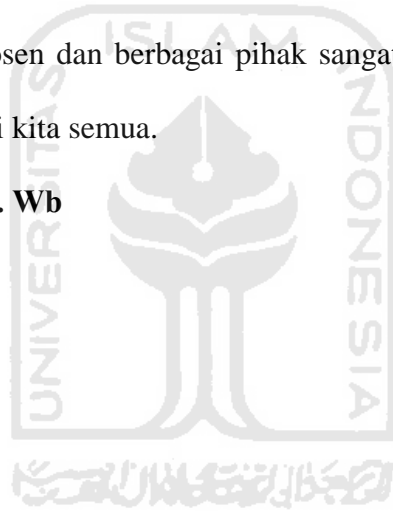 osen dan berbagai pihak sangat
i kita semua.
. Wb
ISLAM
UNIVERSITAS
INDONESIA